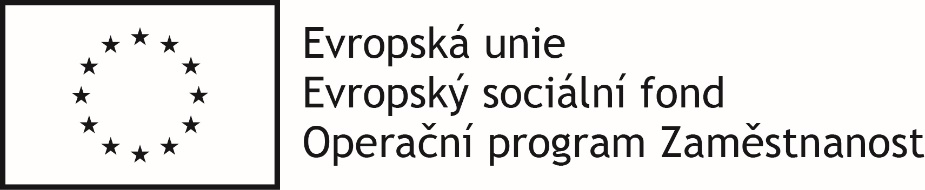 Evropská unie
Evropský sociální fond
Operační program Zaměstnanost